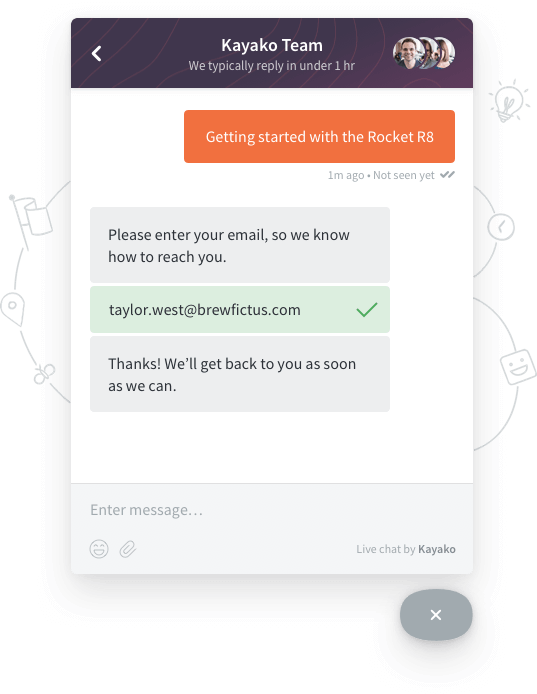 Kayako Team
We typically reply in under 1 hr
Getting started with the Rocket R8
1m ago • Not seen yet
Please enter your email, so we know
how to reach you.
taylor.west@brewfictus.com
Thanks! We’ll get back to you as soon
as we can.
Enter message…
Live chat by Kayako